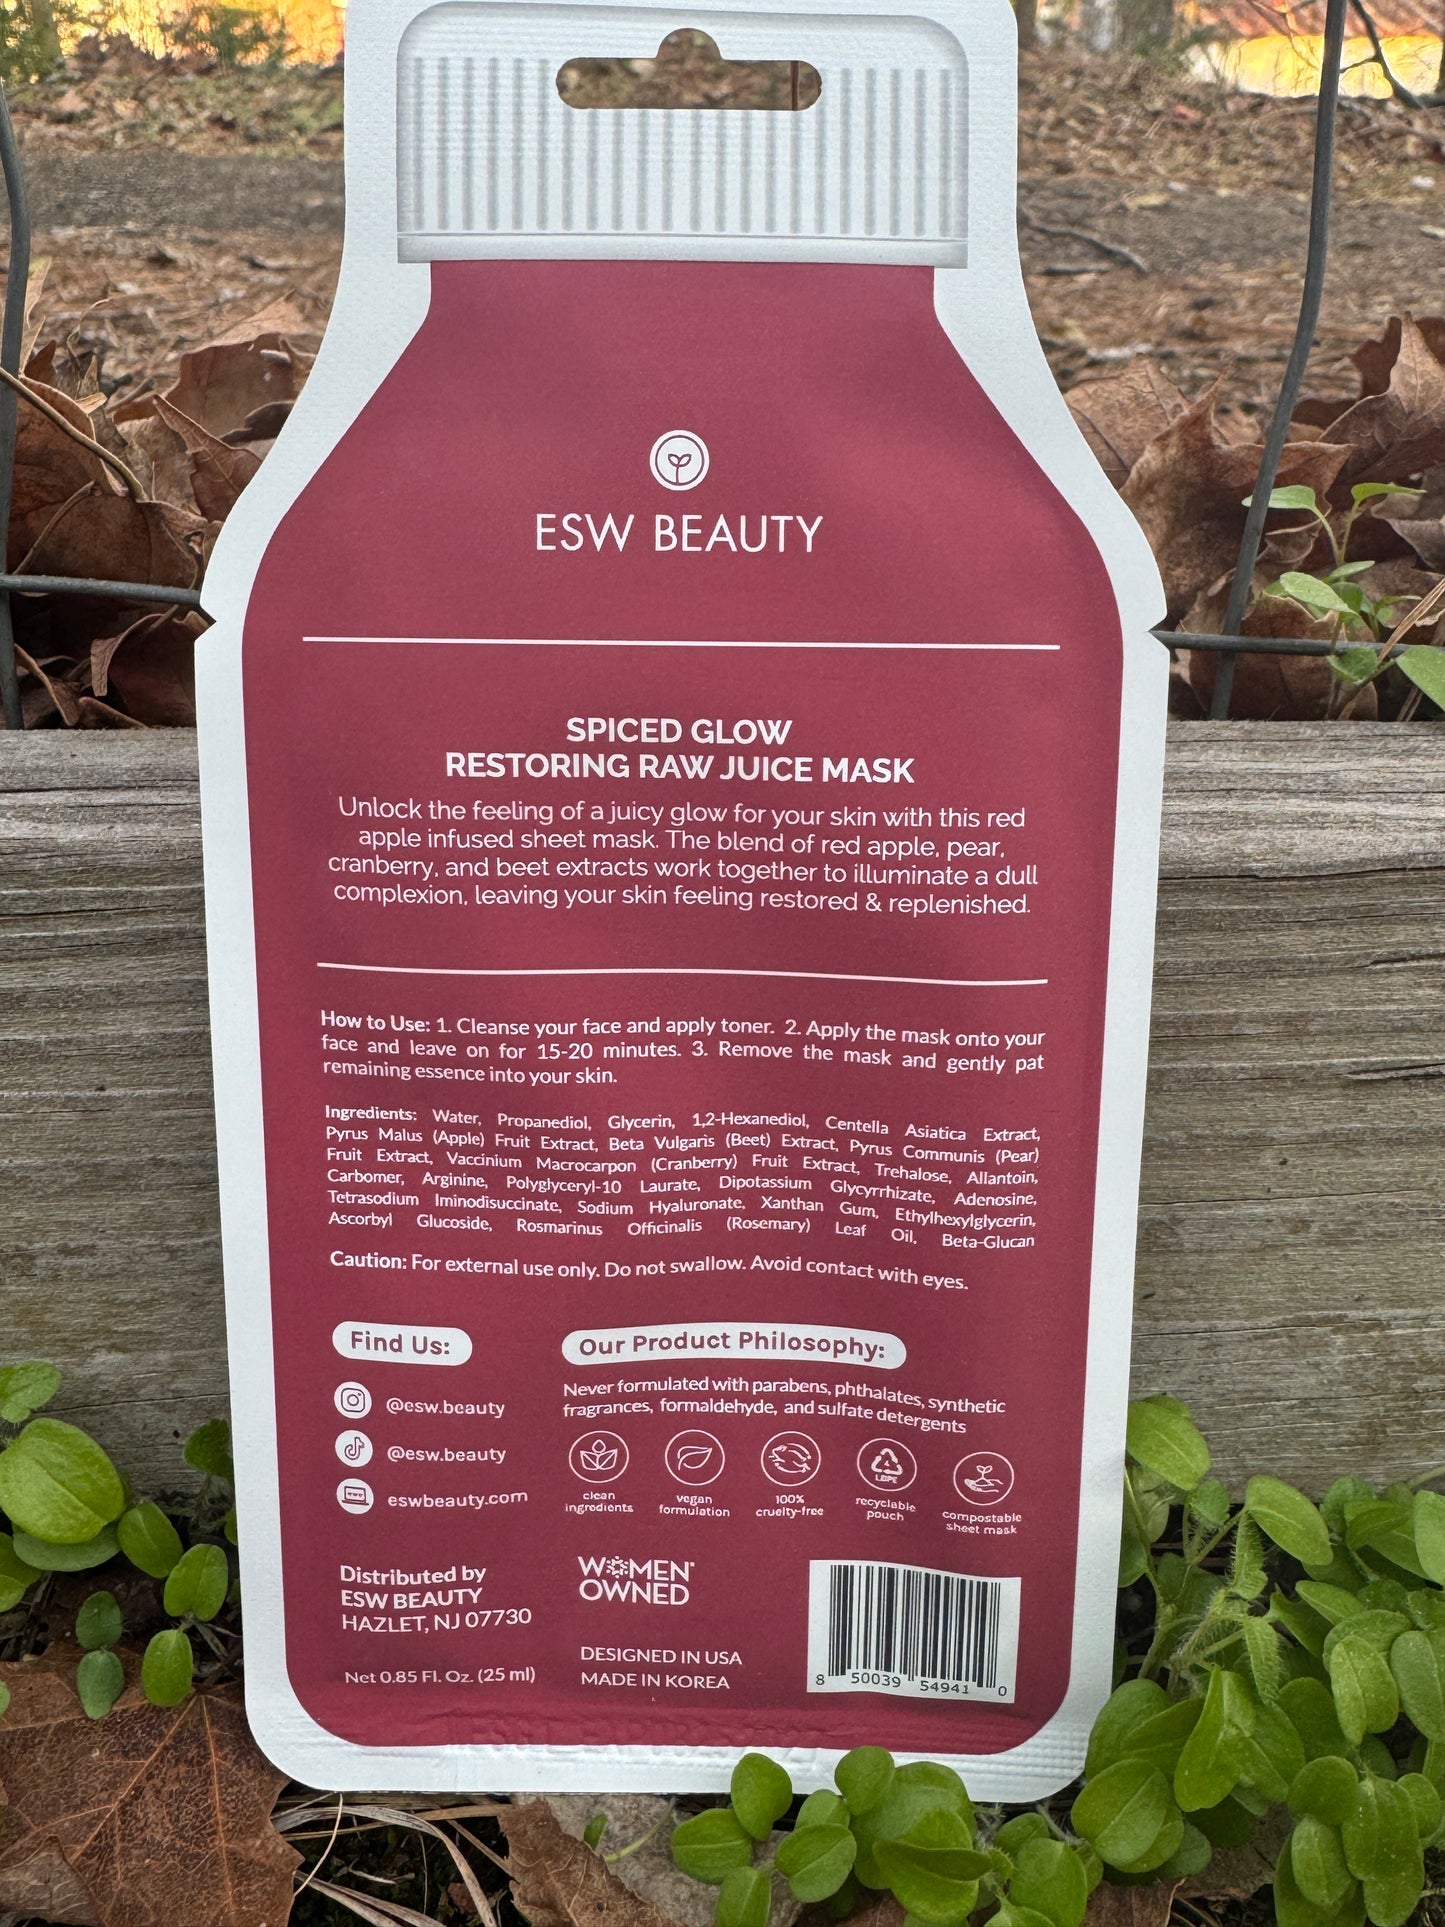 ESW BEAUTY
SPICED GLOW
RESTORING RAW JUICE MASK
Unlock the feeling of a juicy glow for your skin with this red
apple infused sheet mask. The blend of red apple, pear,
cranberry, and beet extracts work together to illuminate a dull
complexion, leaving your skin feeling restored & replenished.
How to Use: 1. Cleanse your face and apply toner. 2. Apply the mask onto your
face and leave on for 15-20 minutes. 3. Remove the mask and gently pat
remaining essence into your skin.
Ingredients: Water, Propanediol, Glycerin, 1,2-Hexanediol, Centella Asiatica Extract,
Pyrus Malus (Apple) Fruit Extract, Beta Vulgaris (Beet) Extract, Pyrus Communis (Pear)
Fruit Extract, Vaccinium Macrocarpon (Cranberry) Fruit Extract, Trehalose, Allantoin,
Carbomer, Arginine, Polyglyceryl-10 Laurate, Dipotassium Glycyrrhizate, Adenosine,
Tetrasodium Iminodisuccinate, Sodium Hyaluronate, Xanthan Gum, Ethylhexylglycerin,
Ascorbyl Glucoside, Rosmarinus Officinalis (Rosemary) Leaf Oil, Beta-Glucan
Caution: For external use only. Do not swallow. Avoid contact with eyes.
Find Us:
@esw.beauty
@esw.beauty
eswbeauty.com
Our Product Philosophy:
Never formulated with parabens, phthalates, synthetic
fragrances, formaldehyde, and sulfate detergents
LDPE
clean
ingredients
vegan
formulation
100%
cruelty-free
recyclable
pouch
compostable
sheet mask
Distributed by
ESW BEAUTY
HAZLET, NJ 07730
Net 0.85 Fl. Oz. (25 ml)
WOMEN
OWNED
DESIGNED IN USA
MADE IN KOREA
8 50039 54941 0